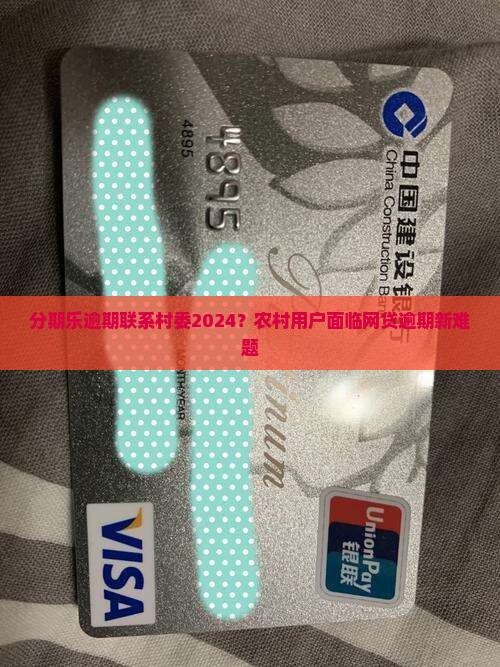 中国建设银行
China Construction Ban
4895
4895
Platinum
MONTH/YEAR
分期乐逾期联系村委2024？农村用户面临网贷逾期新难
题
UnionPay
银联
VISA